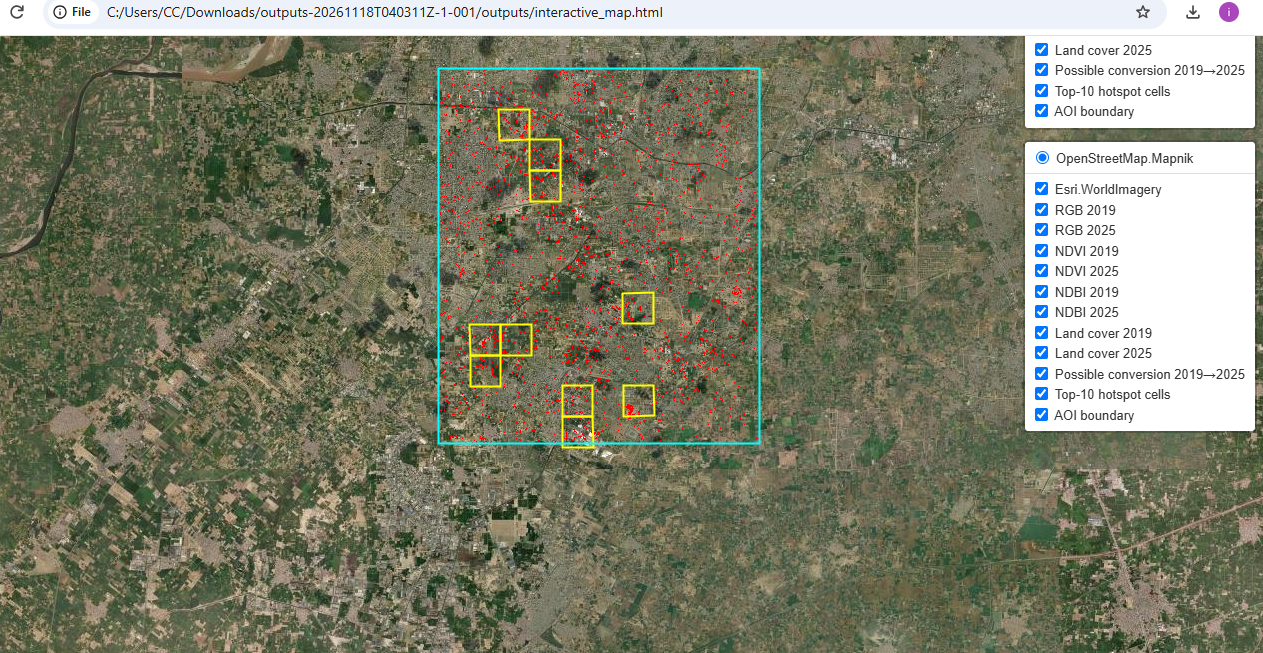 File
C:/Users/CC/Downloads/outputs-20261118T040311Z-1-001/outputs/interactive_map.html
i
Land cover 2025
Possible conversion 2019→2025
Top-10 hotspot cells
AOI boundary
OpenStreetMap.Mapnik
Esri.WorldImagery
RGB 2019
RGB 2025
NDVI 2019
NDVI 2025
NDBI 2019
NDBI 2025
Land cover 2019
Land cover 2025
Possible conversion 2019→2025
Top-10 hotspot cells
AOI boundary